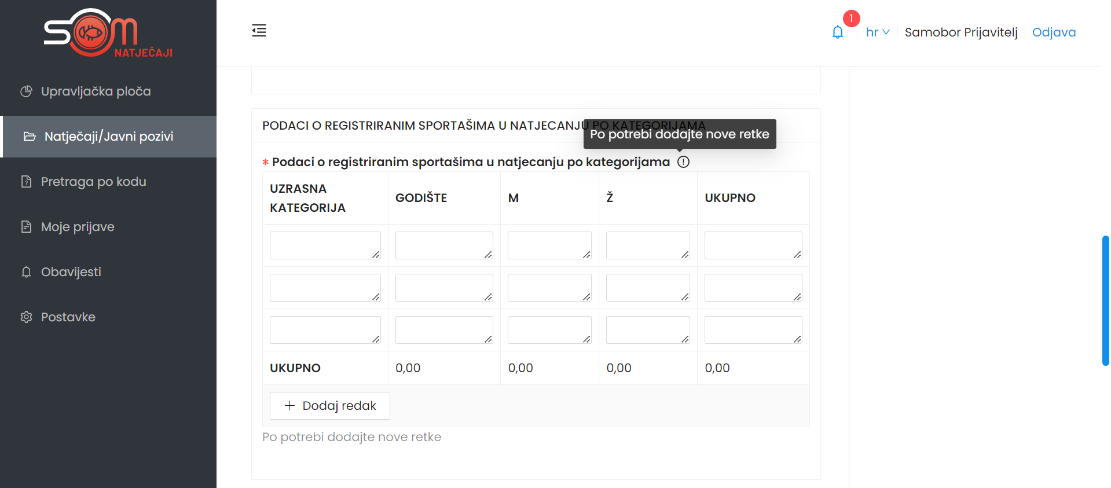 SOM
NATJEČAJI
1
hr
Samobor Prijavitelj
Odjava
Upravljačka ploča
Natječaji/Javni pozivi
Pretraga po kodu
Moje prijave
Obavijesti
Postavke
PODACI O REGISTRIRANIM SPORTAŠIMA U NATJECANJU PO KATEGORIJAMA
Po potrebi dodajte nove retke
* Podaci o registriranim sportašima u natjecanju po kategorijama
UZRASNA
KATEGORIJA
GODIŠTE
M
Ž
UKUPNO
UKUPNO 0,00 0,00 0,00 0,00
+ Dodaj redak
Po potrebi dodajte nove retke